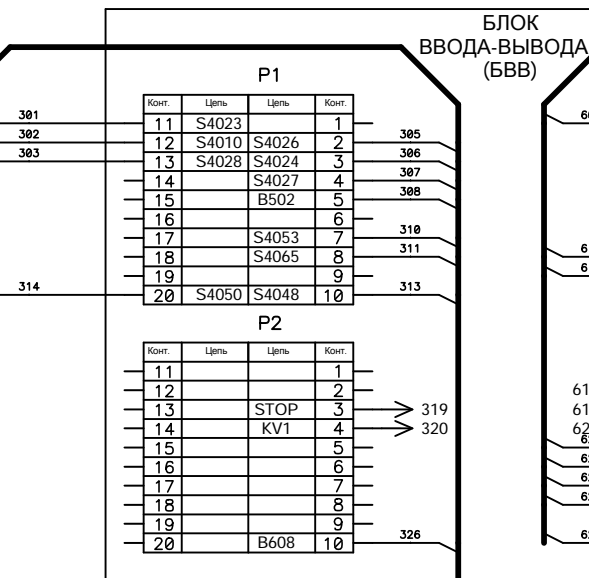 БЛОК
ВВОДА-ВЫВОДА
(БВВ)
P1
Конт. Цепь Цепь Конт.
301 11 S4023 1
302 12 S4010 S4026 2 305
303 13 S4028 S4024 3 306
14 S4027 4 307
15 B502 5 308
16 6
17 S4053 7 310
18 S4065 8 311
19 9
314 20 S4050 S4048 10 313
P2
Конт. Цепь Цепь Конт.
11 1
12 2
13 STOP 3 319
14 KV1 4 320
15 5
16 6
17 7
18 8
19 9
20 B608 10 326